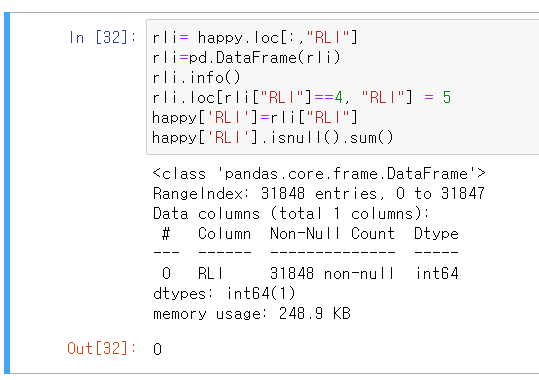 In [32]: rli= happy.loc[:,"RLI"]
rli=pd.DataFrame(rli)
rli.info()
rli.loc[rli["RLI"]==4, "RLI"] = 5
happy['RLI']=rli["RLI"]
happy['RLI'].isnull().sum()
<class 'pandas.core.frame.DataFrame'>
RangeIndex: 31848 entries, 0 to 31847
Data columns (total 1 columns):
 #   Column  Non-Null Count  Dtype
---  ------  --------------  -----
 0   RLI     31848 non-null  int64
dtypes: int64(1)
memory usage: 248.9 KB
Out[32]: 0